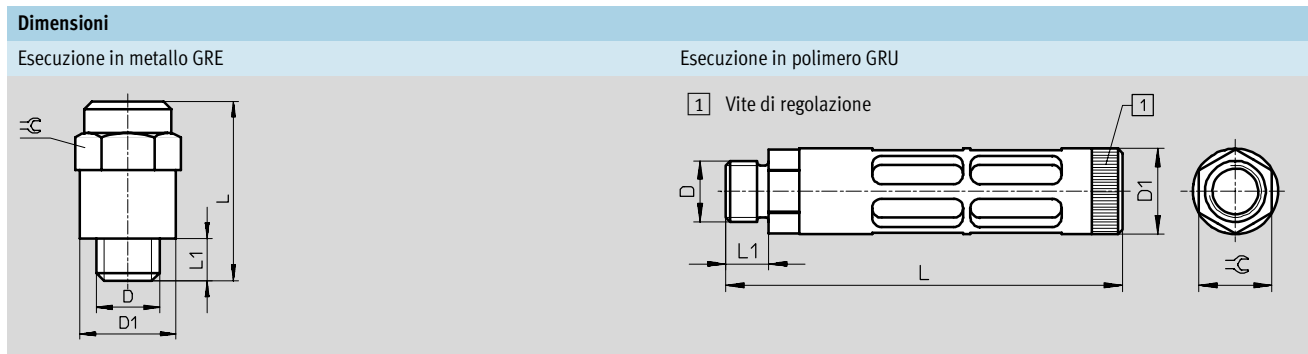 Dimensioni
Esecuzione in metallo GRE
Esecuzione in polimero GRU
1 Vite di regolazione
1
L
L1
D
D1
D
L1
L
D1